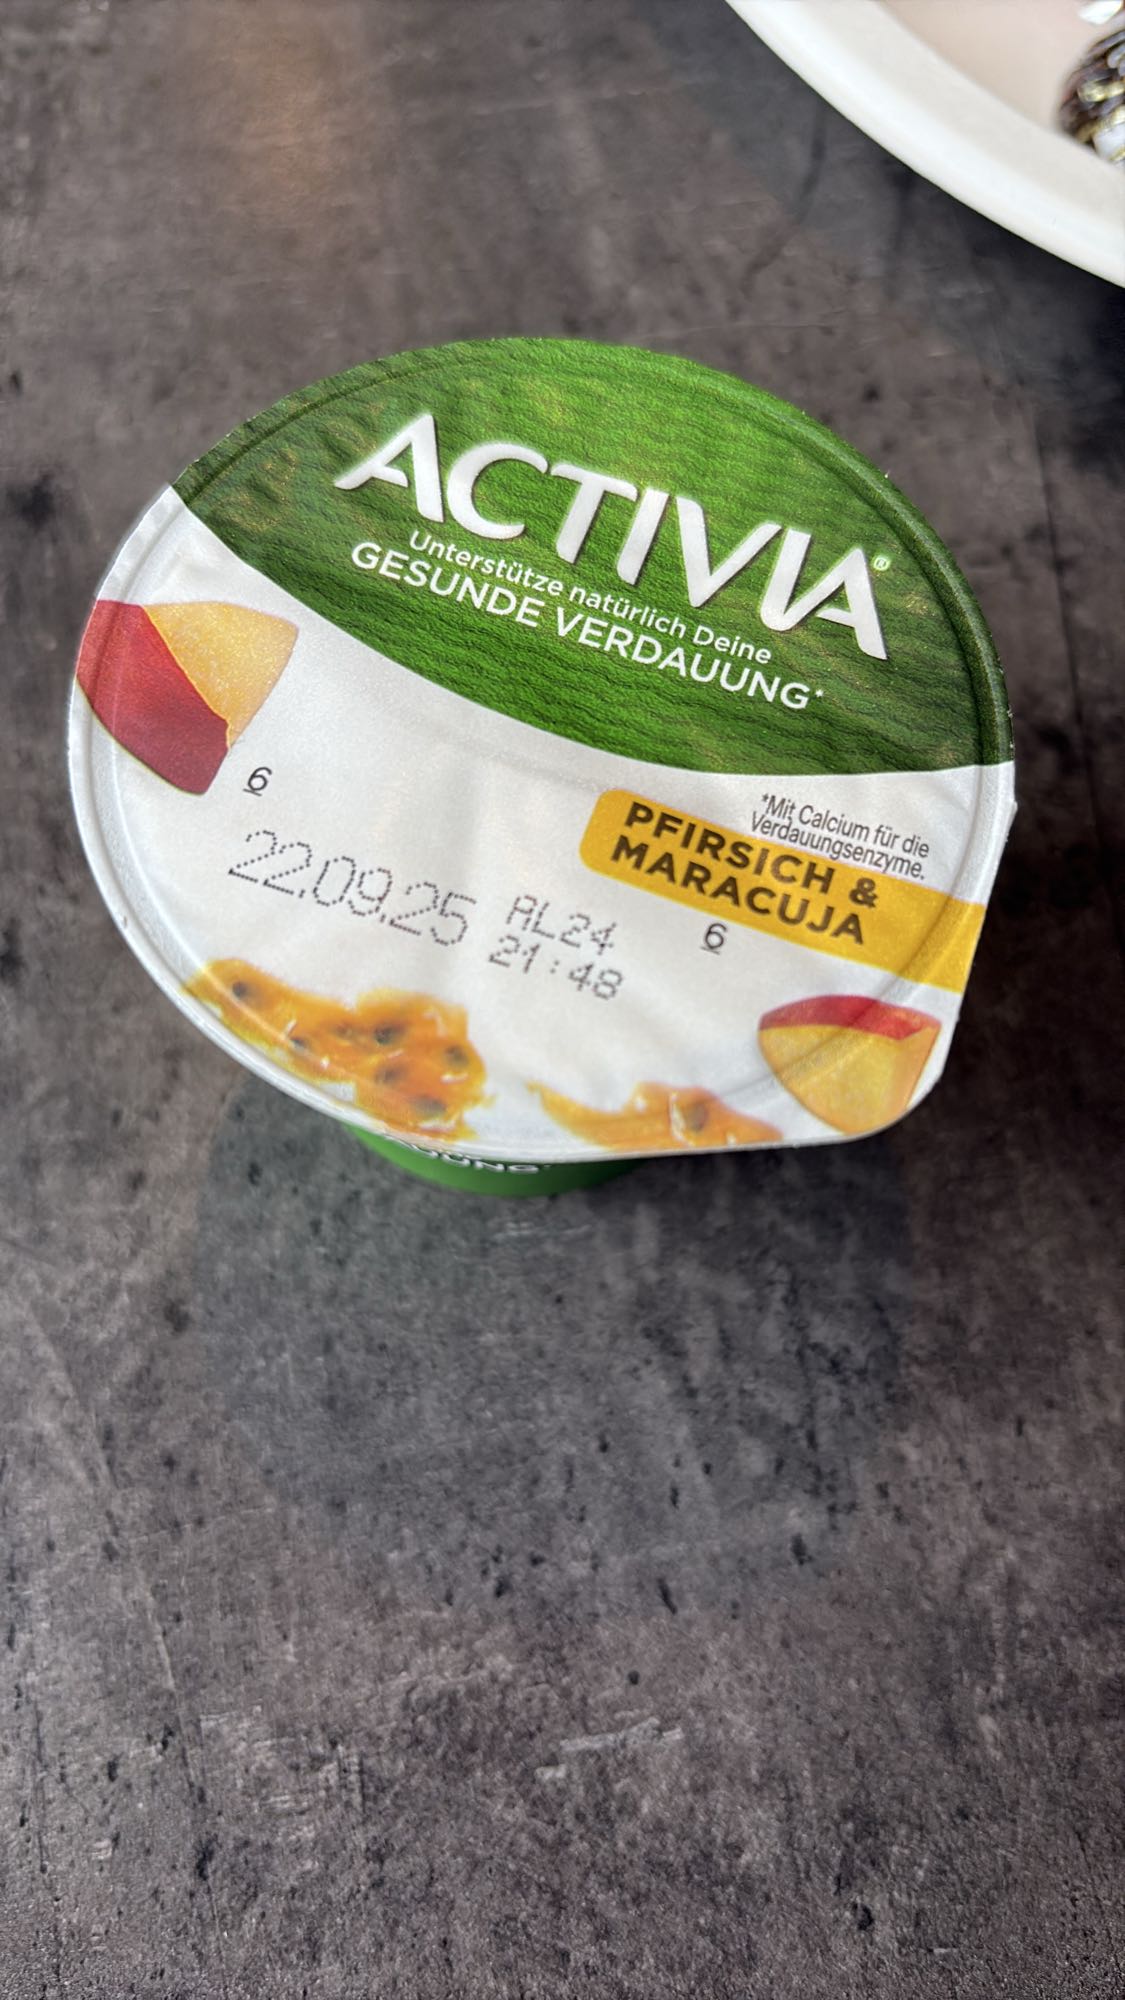 ACTIVIA®
Unterstütze natürlich Deine
GESUNDE VERDAUUNG*
*Mit Calcium für die
Verdauungsenzyme.
PFIRSICH &
MARACUJA
6
22.09.25 AL24
21:48
6